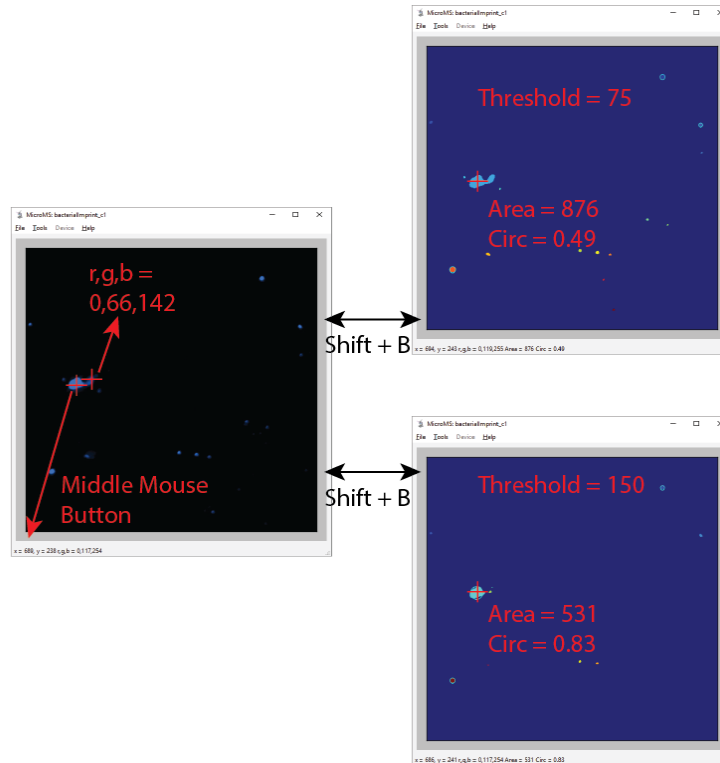 MicroMS: bacterialImprint_c1
File Tools Device Help
r,g,b =
0,66,142
Middle Mouse
Button
x = 688, y = 238 r,g,b = 0,117,254
Shift + B
Shift + B
MicroMS: bacterialImprint_c1
File Tools Device Help
Threshold = 75
Area = 876
Circ = 0.49
x = 684, y = 243 r,g,b = 0,119,255 Area = 876 Circ = 0.49
MicroMS: bacterialImprint_c1
File Tools Device Help
Threshold = 150
Area = 531
Circ = 0.83
x = 686, y = 241 r,g,b = 0,117,254 Area = 531 Circ = 0.83